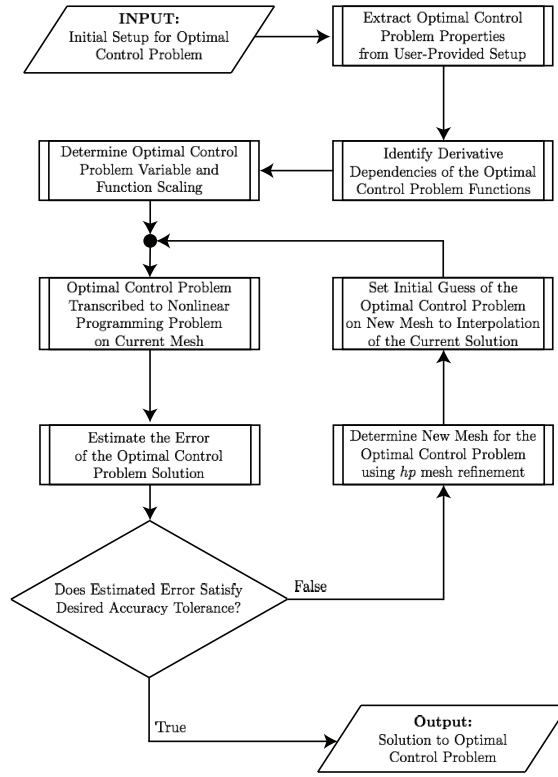 INPUT:
Initial Setup for Optimal
Control Problem
Extract Optimal Control
Problem Properties
from User-Provided Setup
Determine Optimal Control
Problem Variable and
Function Scaling
Identify Derivative
Dependencies of the Optimal
Control Problem Functions
Optimal Control Problem
Transcribed to Nonlinear
Programming Problem
on Current Mesh
Set Initial Guess of the
Optimal Control Problem
on New Mesh to Interpolation
of the Current Solution
Estimate the Error
of the Optimal Control
Problem Solution
Determine New Mesh for the
Optimal Control Problem
using hp mesh refinement
Does Estimated Error Satisfy
Desired Accuracy Tolerance?
False
True
Output:
Solution to Optimal
Control Problem